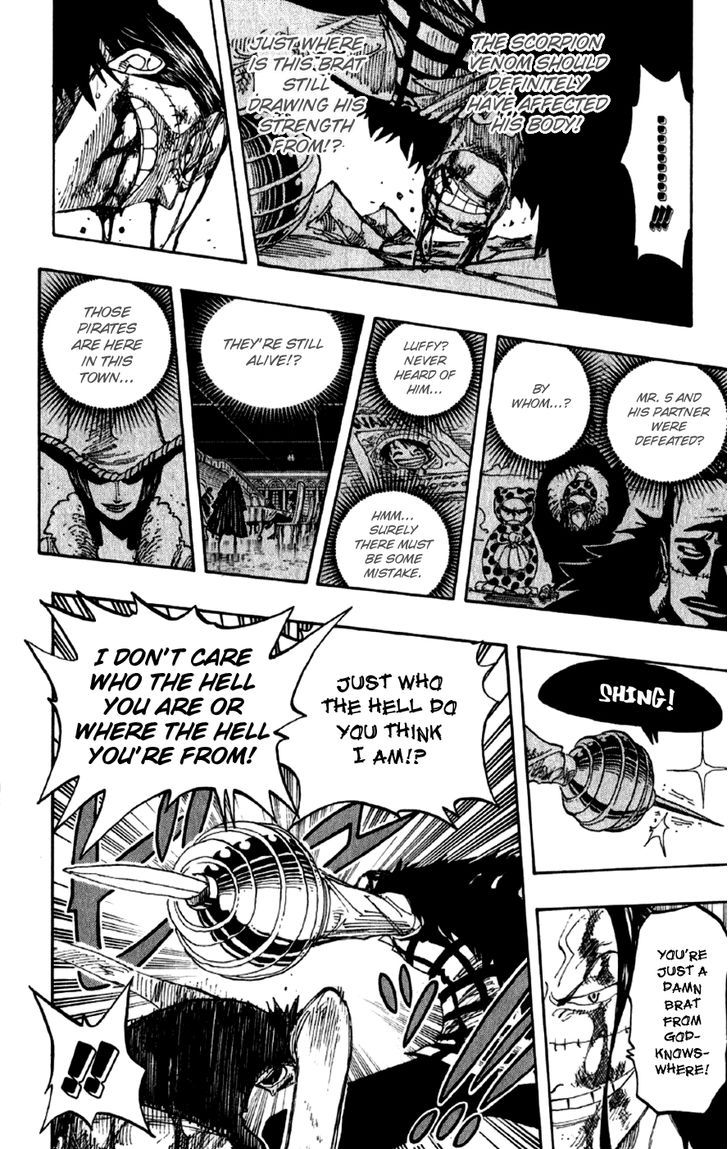 ..........!!!
THE SCORPION
VENOM SHOULD
DEFINITELY
HAVE AFFECTED
HIS BODY!
JUST WHERE
IS THIS BRAT
STILL
DRAWING HIS
STRENGTH
FROM!?
MR. 5 AND
HIS PARTNER
WERE
DEFEATED?
BY
WHOM...?
LUFFY?
NEVER
HEARD OF
HIM...
HMM...
SURELY
THERE MUST
BE SOME
MISTAKE.
THEY'RE STILL
ALIVE!?
THOSE
PIRATES
ARE HERE
IN THIS
TOWN...
SHING!
YOU'RE
JUST A
DAMN
BRAT
FROM
GOD-
KNOWS-
WHERE!
JUST WHO
THE HELL DO
YOU THINK
I AM!?
I DON'T CARE
WHO THE HELL
YOU ARE OR
WHERE THE HELL
YOU'RE FROM!
!!